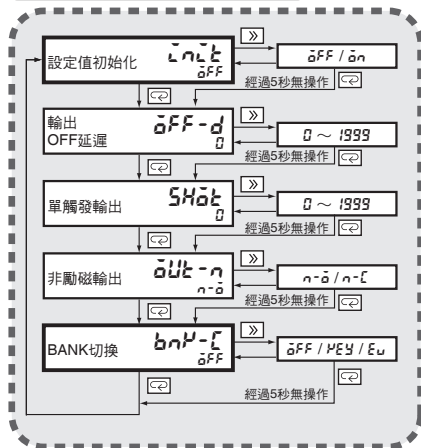 設定值初始化 init OFF
» OFF / on
經過5秒無操作
輸出
OFF延遲 OFF-d 0
» 0 ～ 1999
經過5秒無操作
單觸發輸出 SHot 0
» 0 ～ 1999
經過5秒無操作
非勵磁輸出 oUt-n n-o
» n-o / n-C
經過5秒無操作
BANK切換 bnK-C OFF
» OFF / KEY / Ev
經過5秒無操作